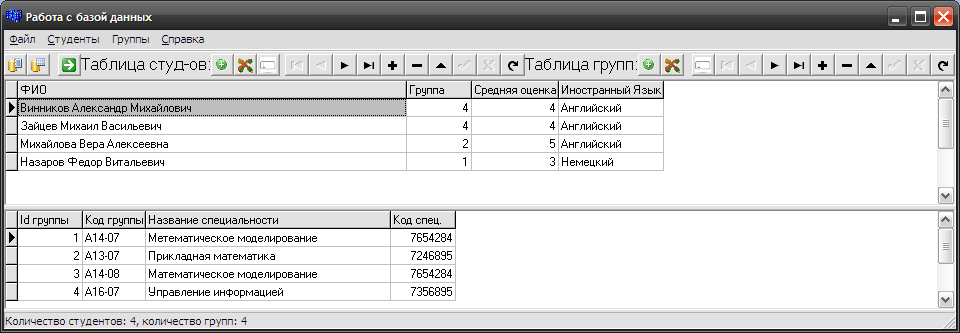 Работа с базой данных
Файл Студенты Группы Справка
Таблица студ-ов: Таблица групп:
ФИО Группа Средняя оценка Иностранный Язык
Винников Александр Михайлович 4 4 Английский
Зайцев Михаил Васильевич 4 4 Английский
Михайлова Вера Алексеевна 2 5 Английский
Назаров Федор Витальевич 1 3 Немецкий
Id группы Код группы Название специальности Код спец.
1 А14-07 Метематическое моделирование 7654284
2 А13-07 Прикладная математика 7246895
3 А14-08 Математическое моделирование 7654284
4 А16-07 Управление информацией 7356895
Количество студентов: 4, количество групп: 4